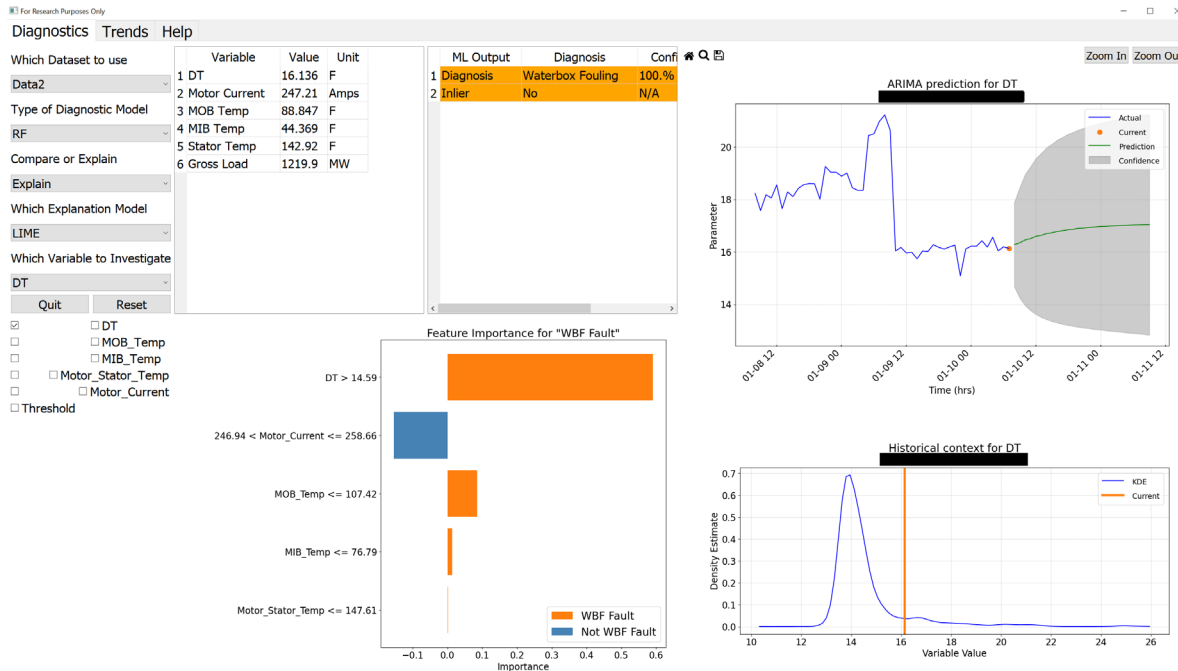 For Research Purposes Only
Diagnostics Trends Help
Which Dataset to use
Data2
Type of Diagnostic Model
RF
Compare or Explain
Explain
Which Explanation Model
LIME
Which Variable to Investigate
DT
Quit Reset
DT
MOB_Temp
MIB_Temp
Motor_Stator_Temp
Motor_Current
Threshold
Variable Value Unit
1 DT 16.136 F
2 Motor Current 247.21 Amps
3 MOB Temp 88.847 F
4 MIB Temp 44.369 F
5 Stator Temp 142.92 F
6 Gross Load 1219.9 MW
ML Output Diagnosis Confi
1 Diagnosis Waterbox Fouling 100.%
2 Inlier No N/A
Zoom In Zoom Ou
ARIMA prediction for DT
Actual
Current
Prediction
Confidence
Parameter
20
18
16
14
01-08 12
01-09 00
01-09 12
01-10 00
01-10 12
01-11 00
01-11 12
Time (hrs)
Feature Importance for "WBF Fault"
DT > 14.59
246.94 < Motor_Current <= 258.66
MOB_Temp <= 107.42
MIB_Temp <= 76.79
Motor_Stator_Temp <= 147.61
WBF Fault
Not WBF Fault
−0.1 0.0 0.1 0.2 0.3 0.4 0.5 0.6
Importance
Historical context for DT
KDE
Current
Density Estimate
0.7
0.6
0.5
0.4
0.3
0.2
0.1
0.0
10 12 14 16 18 20 22 24 26
Variable Value